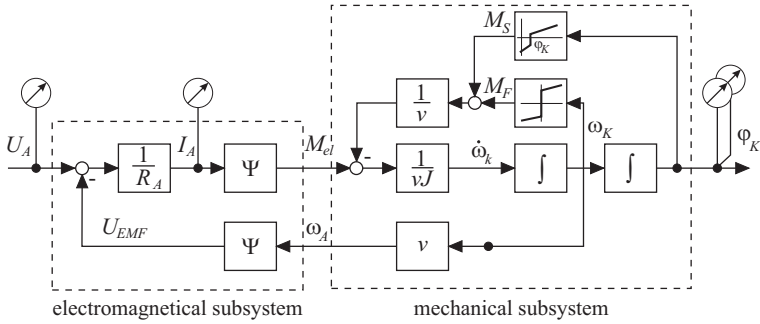 M_S
φ_K
M_F
1/v
U_A
I_A
M_el
ω̇_k
ω_K
φ_K
1/R_A
Ψ
1/vJ
∫
∫
-
-
U_EMF
Ψ
ω_A
v
electromagnetical subsystem
mechanical subsystem